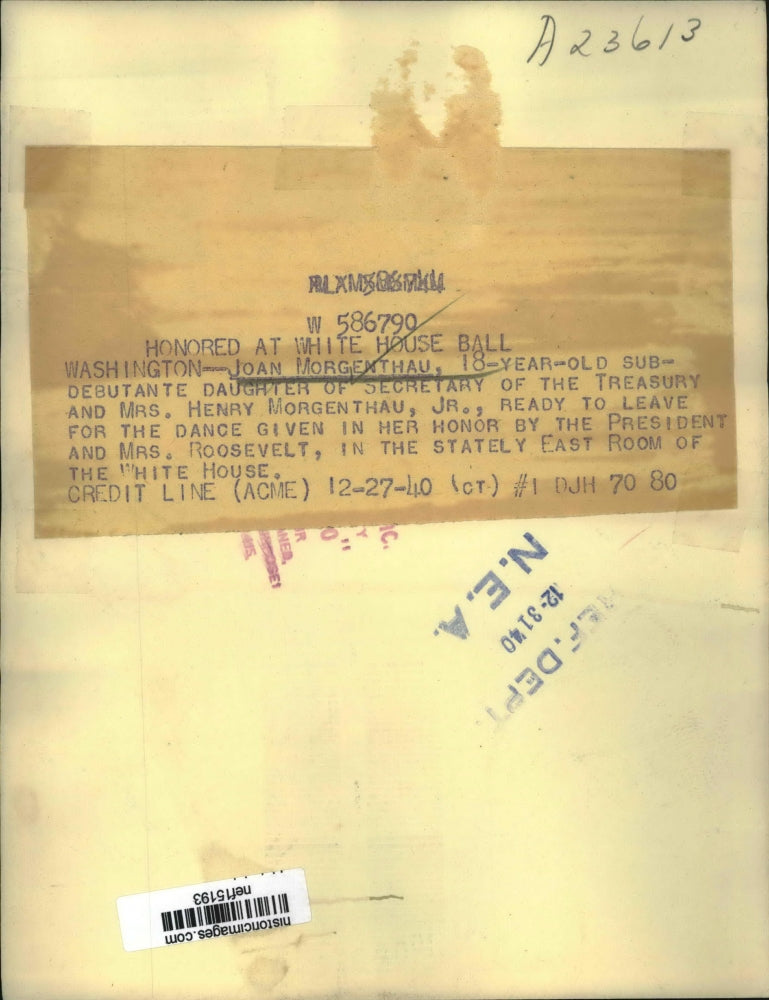 A23613
W 586790
HONORED AT WHITE HOUSE BALL
WASHINGTON--JOAN MORGENTHAU, 18-YEAR-OLD SUB-
DEBUTANTE DAUGHTER OF SECRETARY OF THE TREASURY
AND MRS. HENRY MORGENTHAU, JR., READY TO LEAVE
FOR THE DANCE GIVEN IN HER HONOR BY THE PRESIDENT
AND MRS. ROOSEVELT, IN THE STATELY EAST ROOM OF
THE WHITE HOUSE.
CREDIT LINE (ACME) 12-27-40 (CT) #1 DJH 70 80
N.E.A.
12-3140
REF. DEPT.
historicimages.com
nef15193